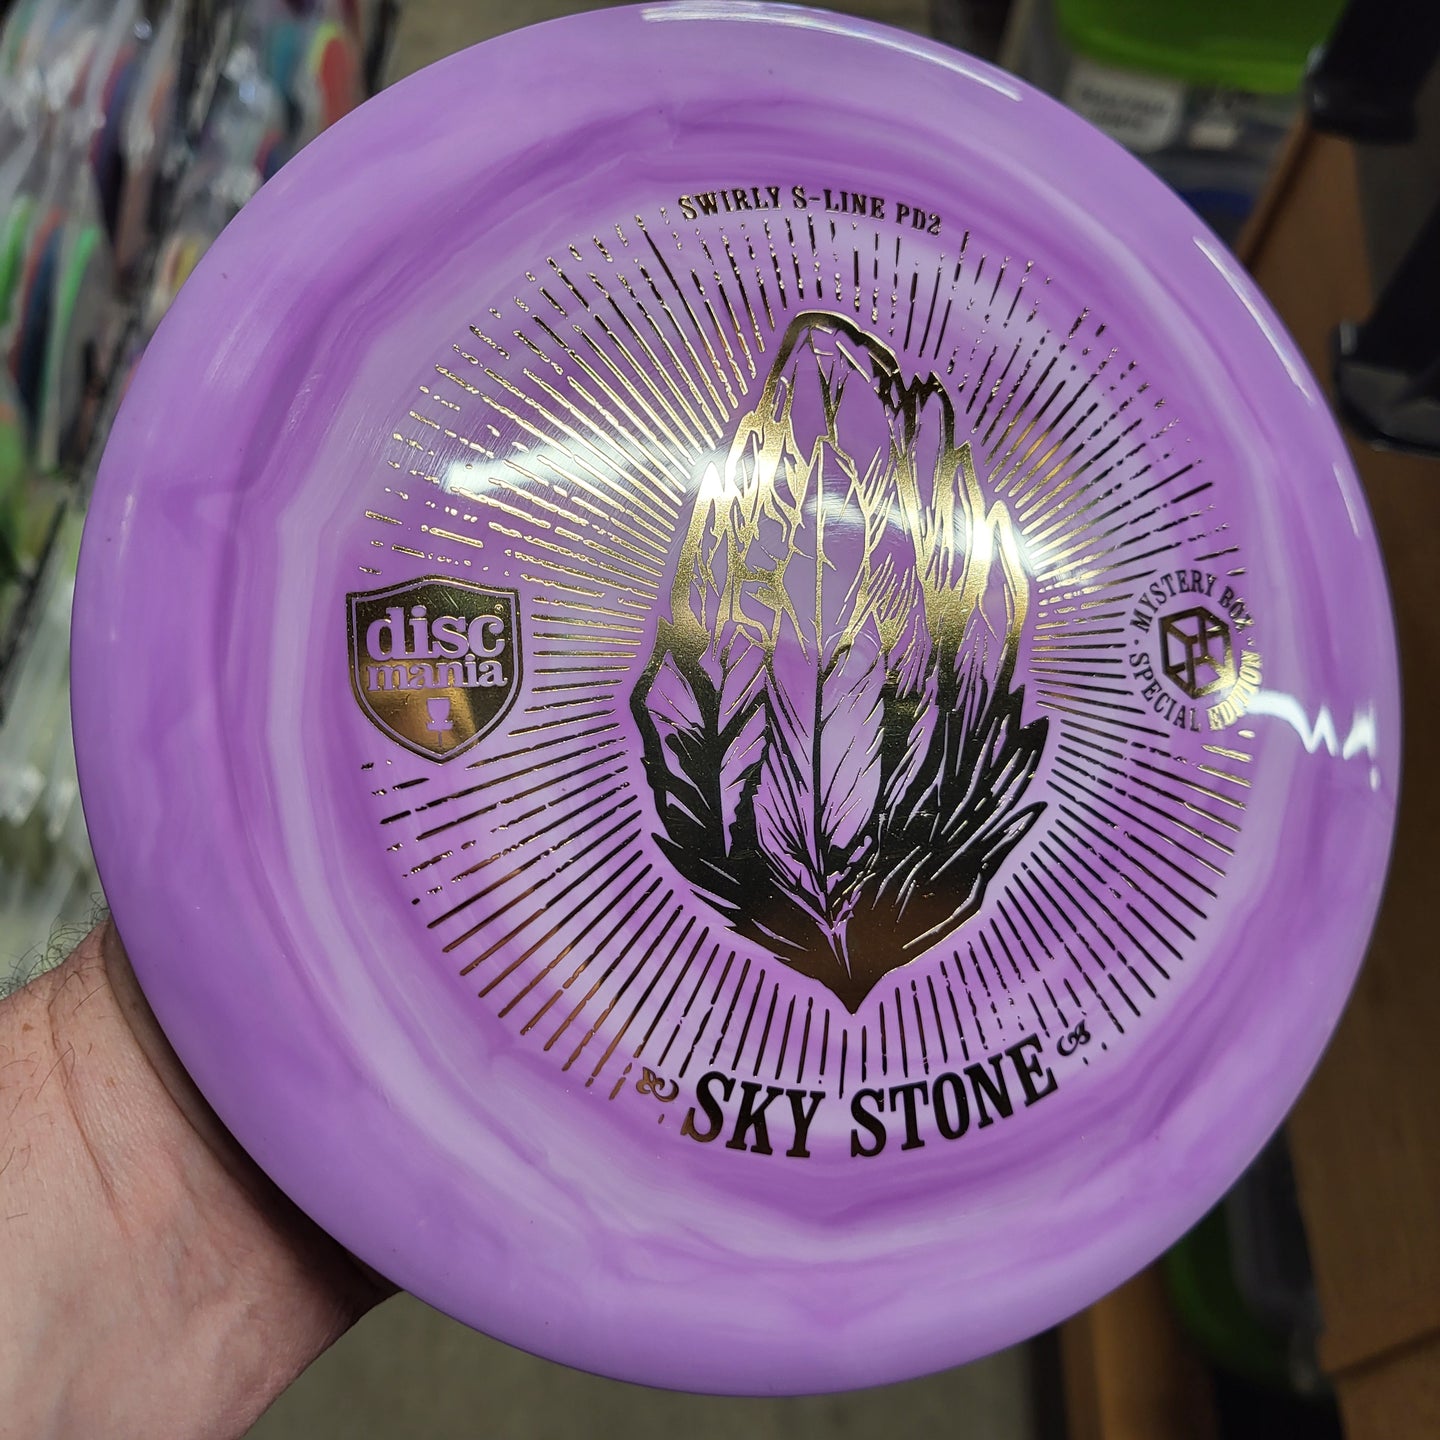 SWIRLY S-LINE PD2
disc
mania
· MYSTERY BOX ·
SPECIAL EDITION
SKY STONE